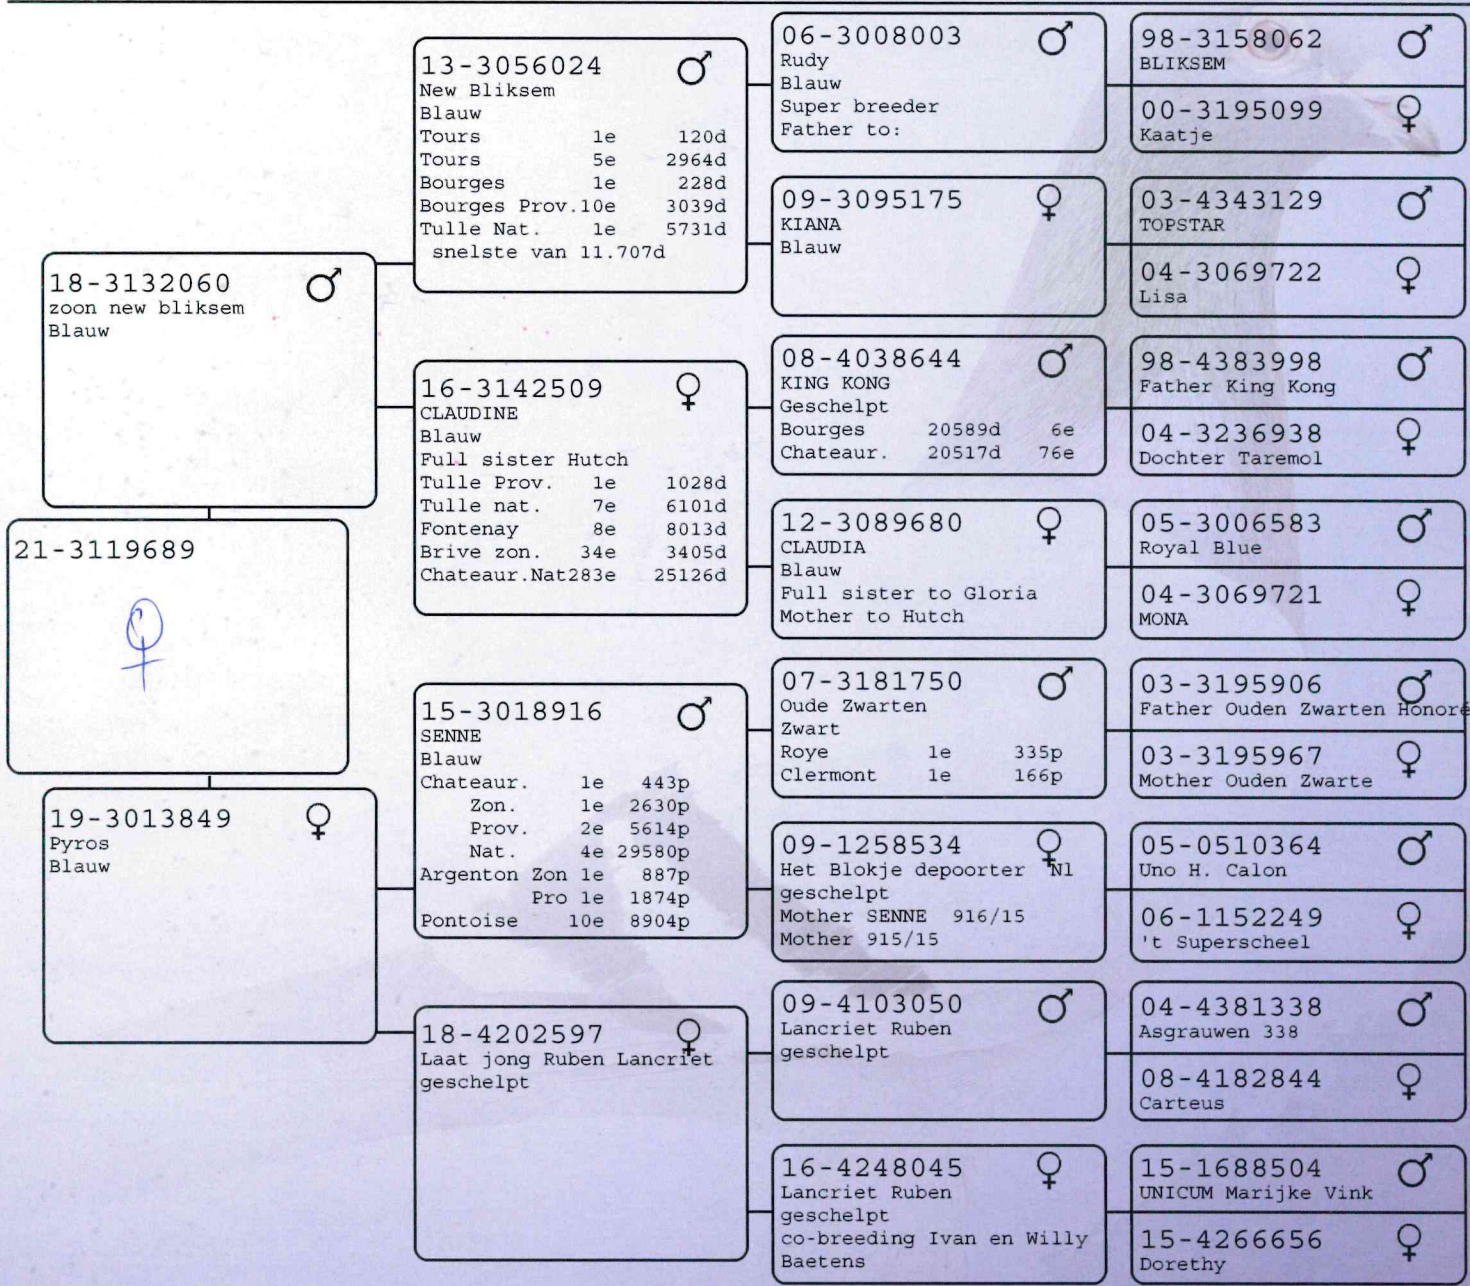 21-3119689
18-3132060
zoon new bliksem
Blauw
19-3013849
Pyros
Blauw
13-3056024
New Bliksem
Blauw
Tours 1e 120d
Tours 5e 2964d
Bourges 1e 228d
Bourges Prov.10e 3039d
Tulle Nat. 1e 5731d
snelste van 11.707d
16-3142509
CLAUDINE
Blauw
Full sister Hutch
Tulle Prov. 1e 1028d
Tulle nat. 7e 6101d
Fontenay 8e 8013d
Brive zon. 34e 3405d
Chateaur.Nat283e 25126d
15-3018916
SENNE
Blauw
Chateaur. 1e 443p
Zon. 1e 2630p
Prov. 2e 5614p
Nat. 4e 29580p
Argenton Zon 1e 887p
Pro 1e 1874p
Pontoise 10e 8904p
18-4202597
Laat jong Ruben Lancriet
geschelpt
06-3008003
Rudy
Blauw
Super breeder
Father to:
09-3095175
KIANA
Blauw
08-4038644
KING KONG
Geschelpt
Bourges 20589d 6e
Chateaur. 20517d 76e
12-3089680
CLAUDIA
Blauw
Full sister to Gloria
Mother to Hutch
07-3181750
Oude Zwarten
Zwart
Roye 1e 335p
Clermont 1e 166p
09-1258534
Het Blokje depoorter Nl
geschelpt
Mother SENNE 916/15
Mother 915/15
09-4103050
Lancriet Ruben
geschelpt
16-4248045
Lancriet Ruben
geschelpt
co-breeding Ivan en Willy
Baetens
98-3158062
BLIKSEM
00-3195099
Kaatje
03-4343129
TOPSTAR
04-3069722
Lisa
98-4383998
Father King Kong
04-3236938
Dochter Taremol
05-3006583
Royal Blue
04-3069721
MONA
03-3195906
Father Ouden Zwarten Honoré
03-3195967
Mother Ouden Zwarte
05-0510364
Uno H. Calon
06-1152249
't Superscheel
04-4381338
Asgrauwen 338
08-4182844
Carteus
15-1688504
UNICUM Marijke Vink
15-4266656
Dorethy